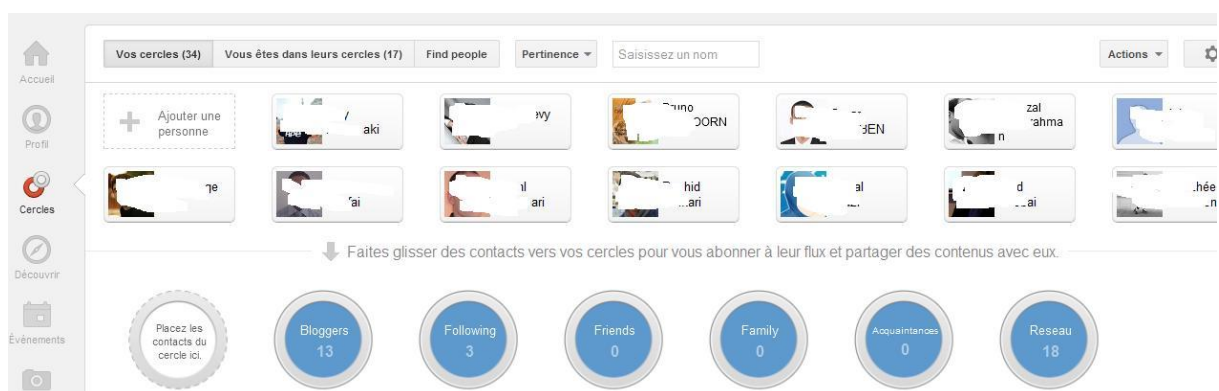 Vos cercles (34)
Vous êtes dans leurs cercles (17)
Find people
Pertinence
Saisissez un nom
Actions
Accueil
Ajouter une
personne
Profil
Cercles
Faites glisser des contacts vers vos cercles pour vous abonner à leur flux et partager des contenus avec eux.
Découvrir
Placez les
contacts du
cercle ici.
Bloggers
13
Following
3
Friends
0
Family
0
Acquaintances
0
Reseau
18
Évènements